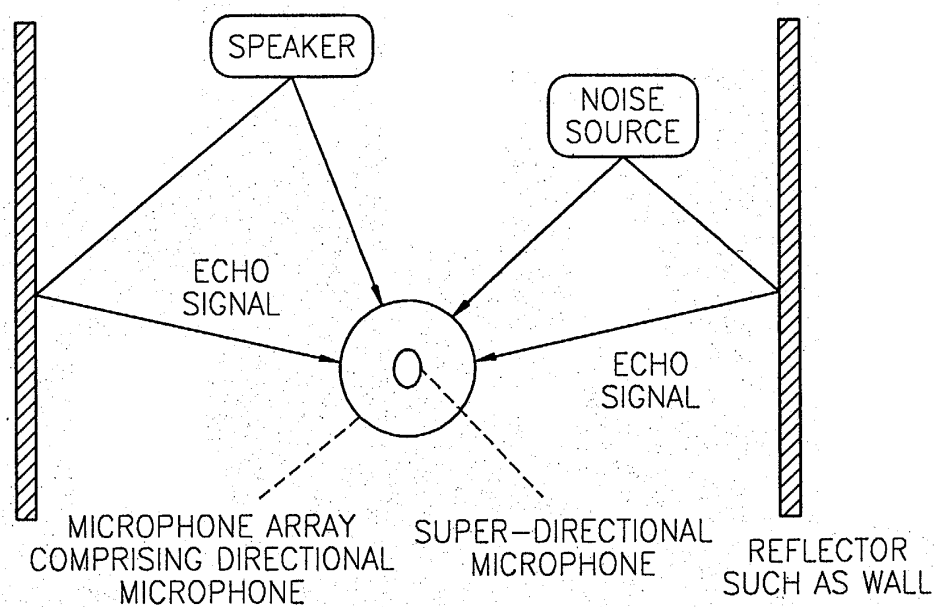 SPEAKER
NOISE
SOURCE
ECHO
SIGNAL
ECHO
SIGNAL
MICROPHONE ARRAY
COMPRISING DIRECTIONAL
MICROPHONE
SUPER-DIRECTIONAL
MICROPHONE
REFLECTOR
SUCH AS WALL